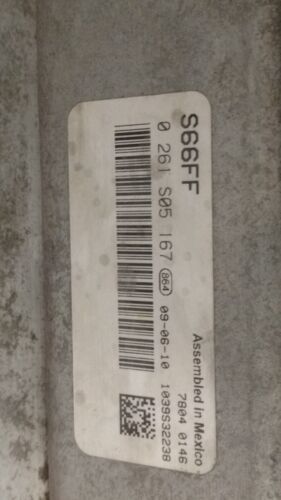 S66FF
0 261 S05 167 864 09-06-10 1039S32238
Assembled in Mexico
7804 0146